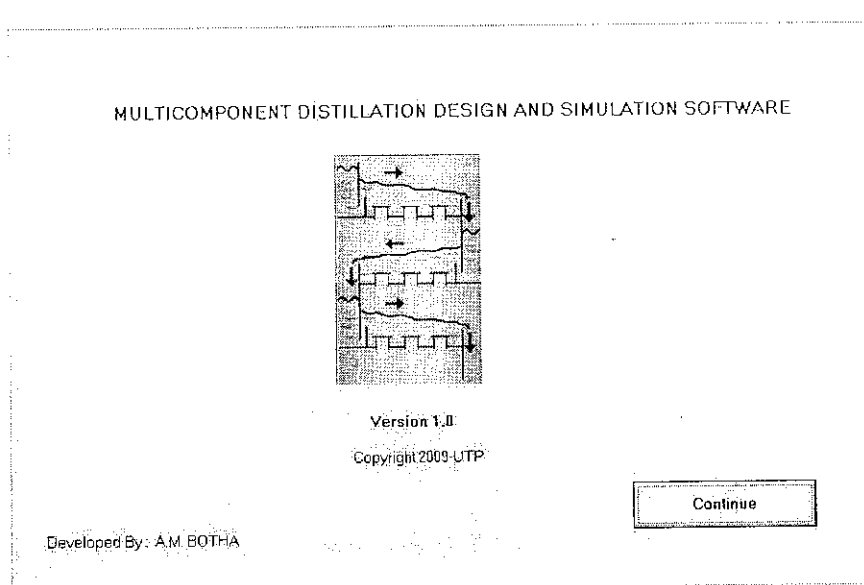 MULTICOMPONENT DISTILLATION DESIGN AND SIMULATION SOFTWARE
Version 1.0
Copyright 2009-UTP
Continue
Developed By: A.M. BOTHA